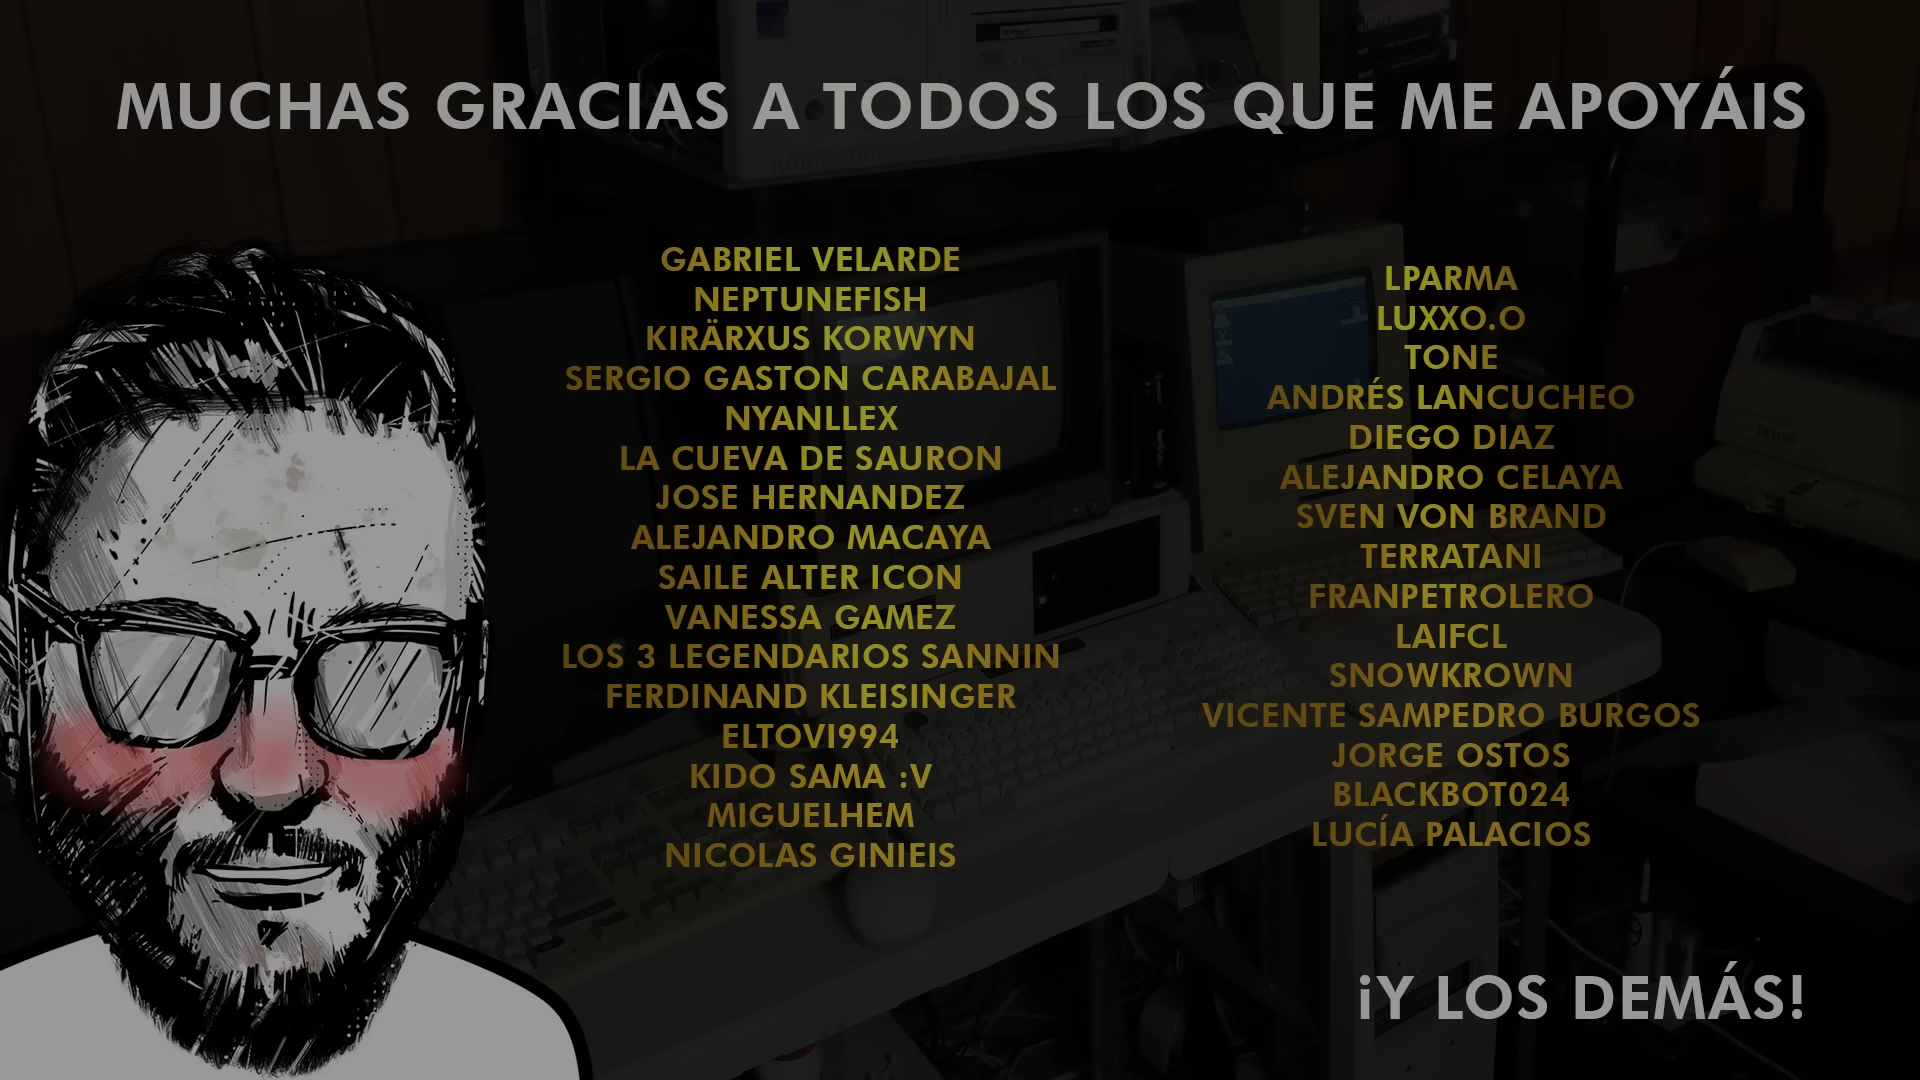 MUCHAS GRACIAS A TODOS LOS QUE ME APOYÁIS
GABRIEL VELARDE
NEPTUNEFISH
KIRÄRXUS KORWYN
SERGIO GASTON CARABAJAL
NYANLLEX
LA CUEVA DE SAURON
JOSE HERNANDEZ
ALEJANDRO MACAYA
SAILE ALTER ICON
VANESSA GAMEZ
LOS 3 LEGENDARIOS SANNIN
FERDINAND KLEISINGER
ELTOVI994
KIDO SAMA :V
MIGUELHEM
NICOLAS GINIEIS
LPARMA
LUXXO.O
TONE
ANDRÉS LANCUCHEO
DIEGO DIAZ
ALEJANDRO CELAYA
SVEN VON BRAND
TERRATANI
FRANPETROLERO
LAIFCL
SNOWKROWN
VICENTE SAMPEDRO BURGOS
JORGE OSTOS
BLACKBOT024
LUCÍA PALACIOS
¡Y LOS DEMÁS!